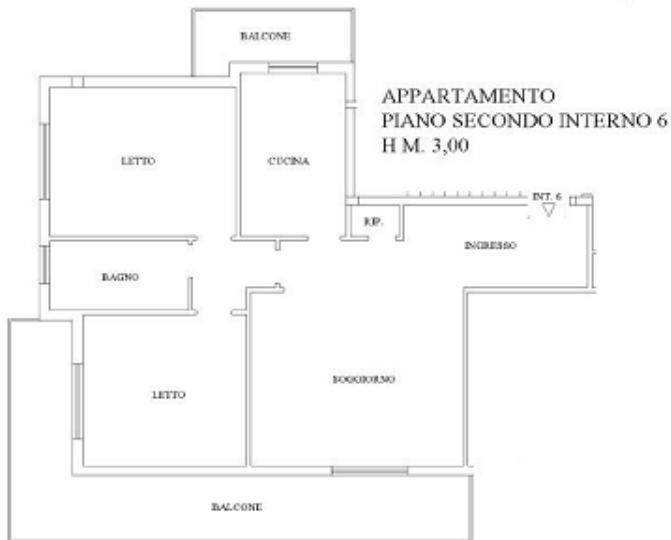 BALCONE
APPARTAMENTO
PIANO SECONDO INTERNO 6
H M. 3,00
LETTO
CUCINA
INT. 6
RIP.
INGRESSO
BAGNO
SOGGIORNO
LETTO
BALCONE